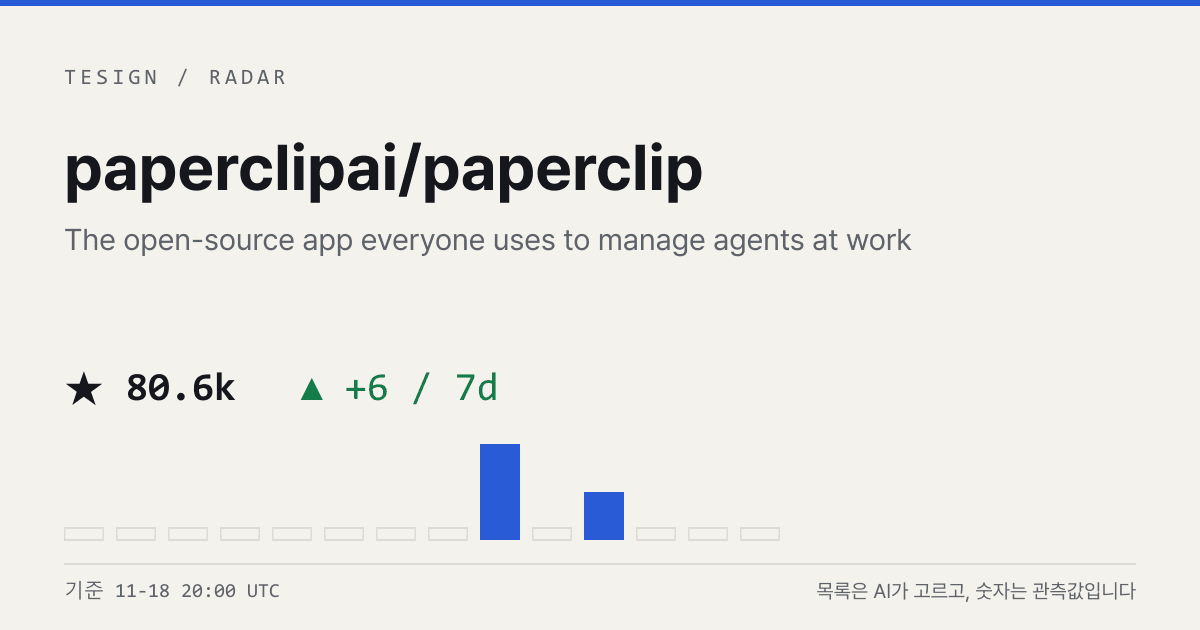 TESIGN / RADAR
paperclipai/paperclip
The open-source app everyone uses to manage agents at work
★ 80.6k ▲ +6 / 7d
기준 11-18 20:00 UTC
목록은 AI가 고르고, 숫자는 관측값입니다